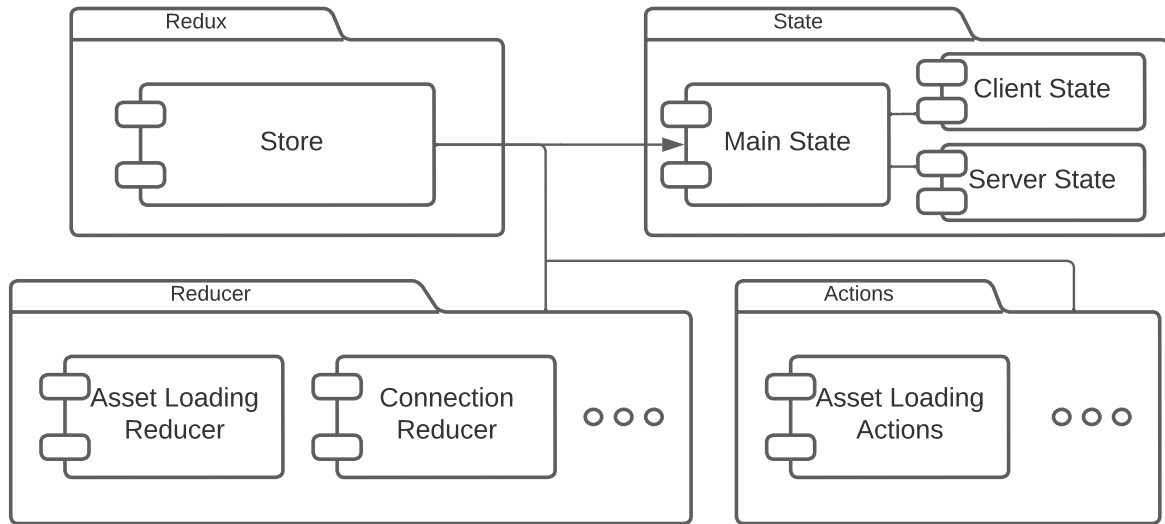 Redux
Store
State
Main State
Client State
Server State
Reducer
Asset Loading
Reducer
Connection
Reducer
Actions
Asset Loading
Actions